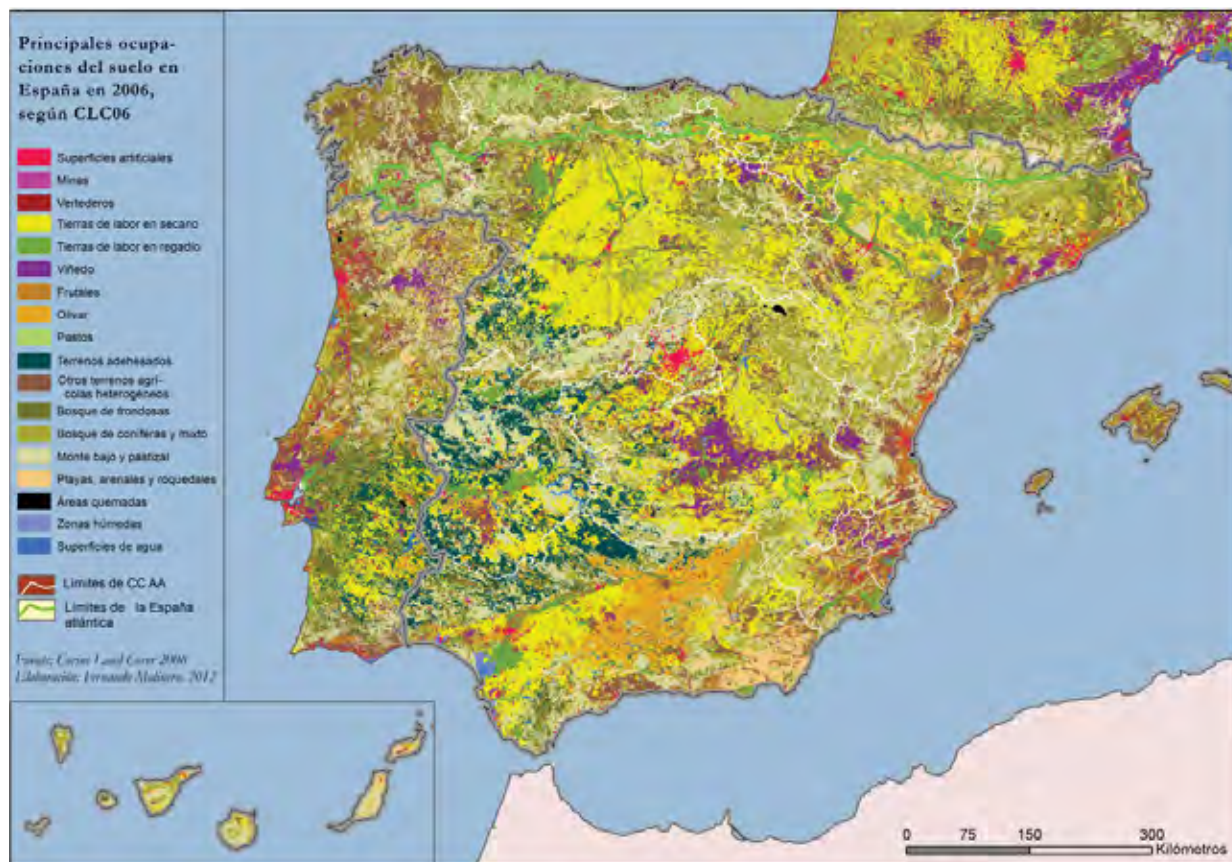 Principales ocupa-
ciones del suelo en
España en 2006,
según CLC06
Superficies artificiales
Minas
Vertederos
Tierras de labor en secano
Tierras de labor en regadío
Viñedo
Frutales
Olivar
Pastos
Terrenos adehesados
Otros terrenos agrí-
colas heterogéneos
Bosque de frondosas
Bosque de coníferas y mixto
Monte bajo y pastizal
Playas, arenales y roquedales
Áreas quemadas
Zonas húmedas
Superficies de agua
Límites de CC AA
Límites de la España
atlántica
Fuente: Corine Land Cover 2006
Elaboración: Fernando Molinero, 2012
0 75 150 300
Kilómetros